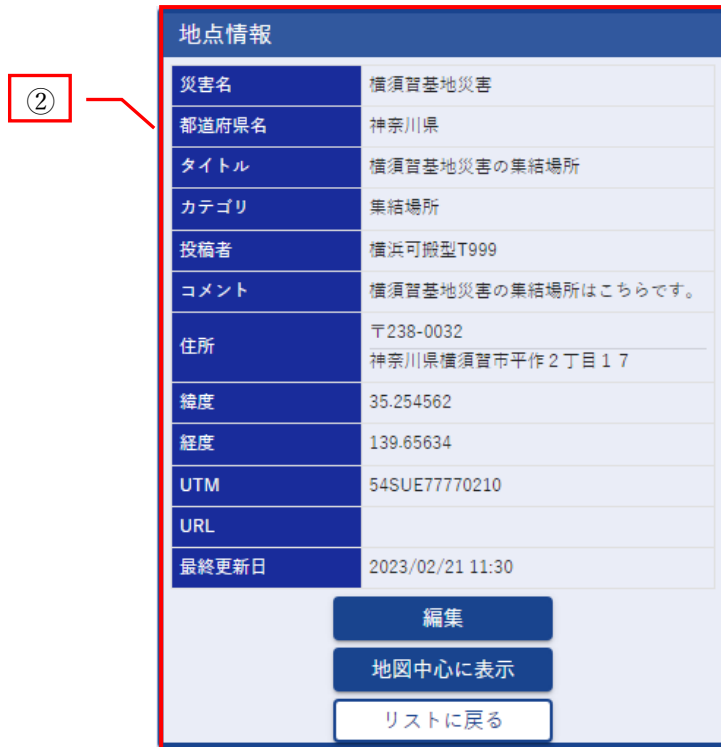 地点情報
②
災害名 横須賀基地災害
都道府県名 神奈川県
タイトル 横須賀基地災害の集結場所
カテゴリ 集結場所
投稿者 横浜可搬型T999
コメント 横須賀基地災害の集結場所はこちらです。
住所 〒238-0032
神奈川県横須賀市平作２丁目１７
緯度 35.254562
経度 139.65634
UTM 54SUE77770210
URL
最終更新日 2023/02/21 11:30
編集
地図中心に表示
リストに戻る